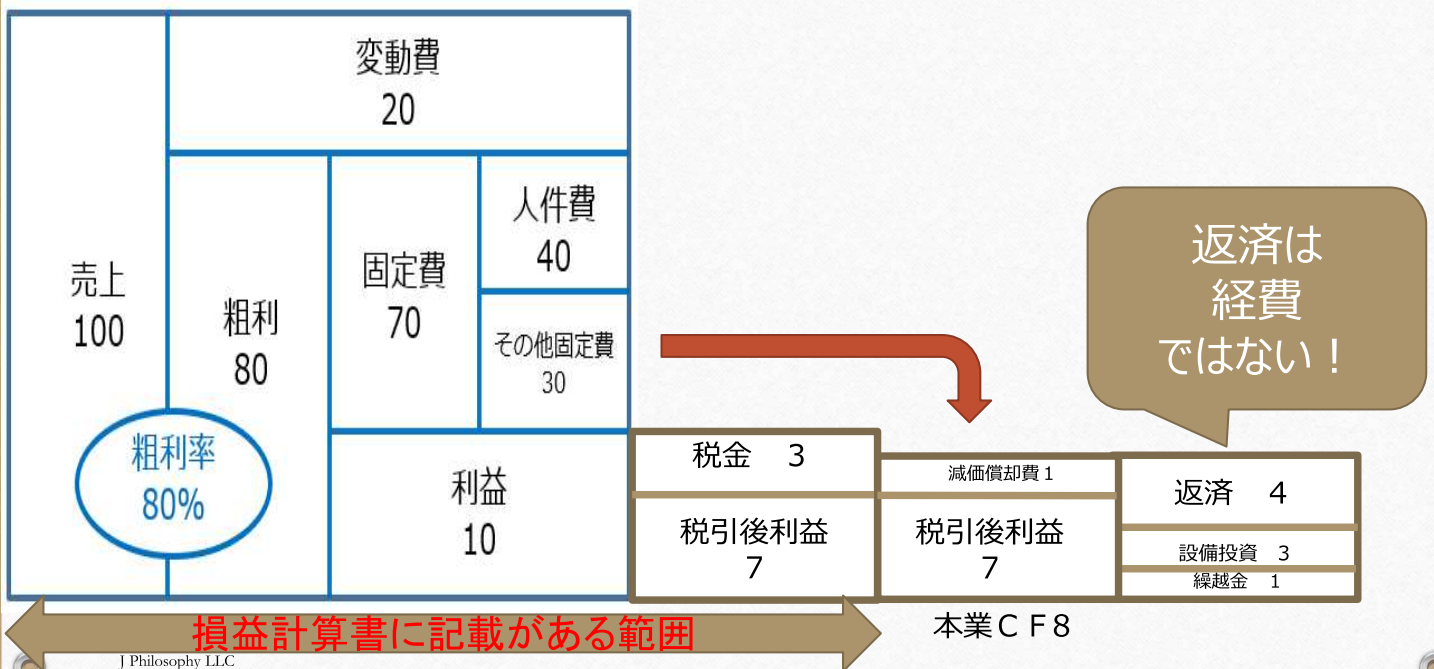 変動費
20
売上
100
粗利
80
粗利率
80%
固定費
70
人件費
40
その他固定費
30
利益
10
税金 3
税引後利益
7
減価償却費1
税引後利益
7
本業CF8
返済は
経費
ではない！
返済 4
設備投資 3
繰越金 1
損益計算書に記載がある範囲
J Philosophy LLC